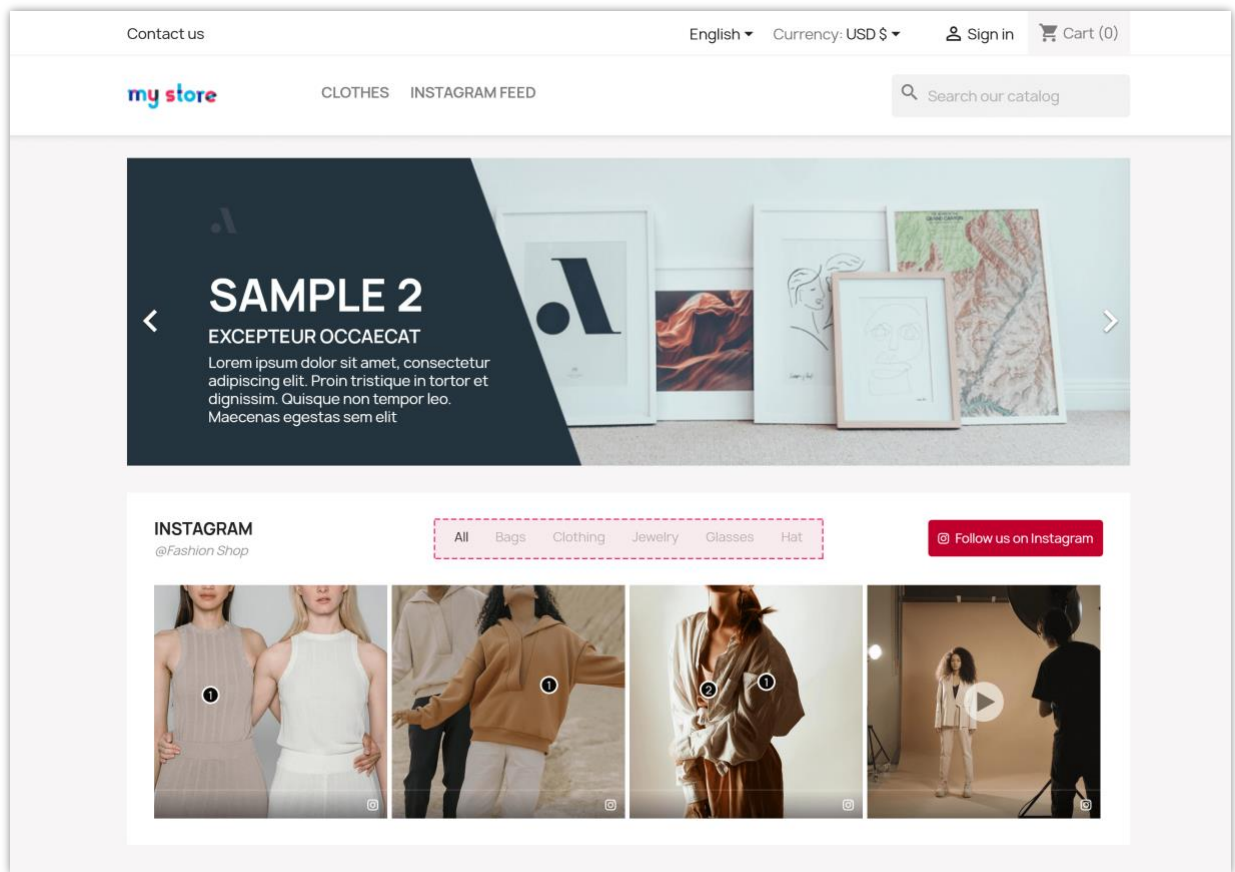 Contact us
English
Currency: USD $
Sign in
Cart (0)
my store
CLOTHES
INSTAGRAM FEED
Search our catalog
SAMPLE 2
EXCEPTEUR OCCAECAT
Lorem ipsum dolor sit amet, consectetur
adipiscing elit. Proin tristique in tortor et
dignissim. Quisque non tempor leo.
Maecenas egestas sem elit
INSTAGRAM
@Fashion Shop
All
Bags
Clothing
Jewelry
Glasses
Hat
Follow us on Instagram
1
1
2
1